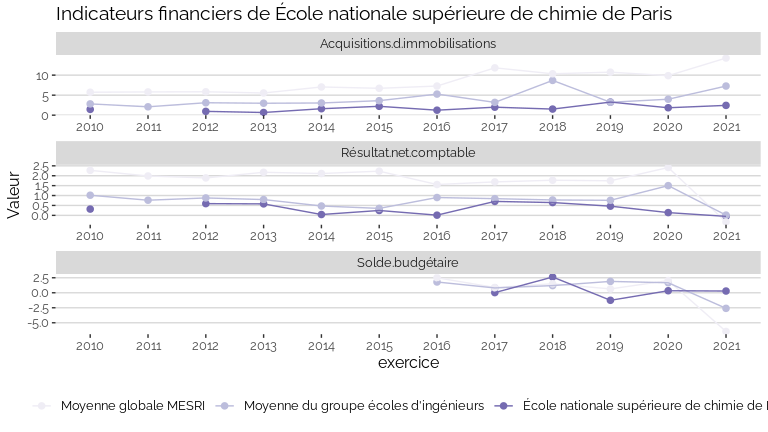 Indicateurs financiers de École nationale supérieure de chimie de Paris
Acquisitions.d.immobilisations
10
5
0
2010 2011 2012 2013 2014 2015 2016 2017 2018 2019 2020 2021
Résultat.net.comptable
2.5
2.0
1.5
1.0
0.5
0.0
2010 2011 2012 2013 2014 2015 2016 2017 2018 2019 2020 2021
Valeur
Solde.budgétaire
2.5
0.0
−2.5
−5.0
2010 2011 2012 2013 2014 2015 2016 2017 2018 2019 2020 2021
exercice
Moyenne globale MESRI Moyenne du groupe écoles d'ingénieurs École nationale supérieure de chimie de